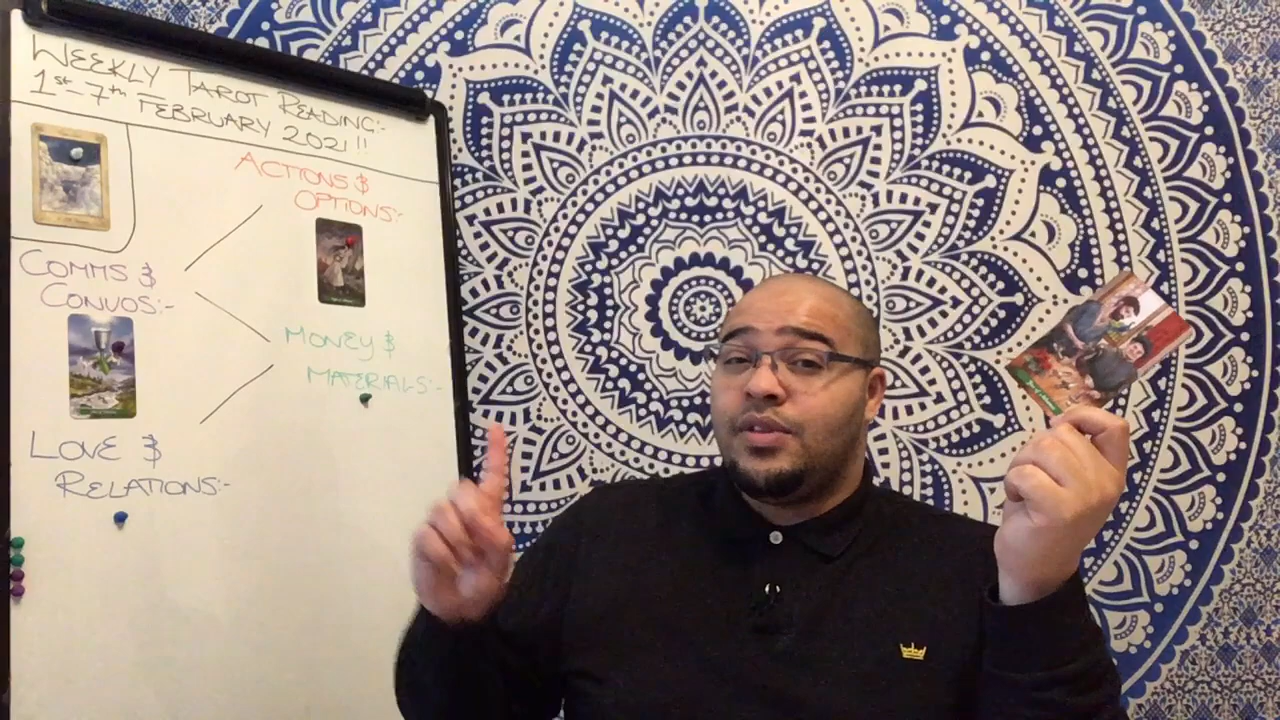 WEEKLY TAROT READING:-
1st - 7th FEBRUARY 2021!!
ACTIONS &
OPTIONS:-
COMMS &
CONVOS:-
MONEY &
MATERIALS:-
LOVE &
RELATIONS:-